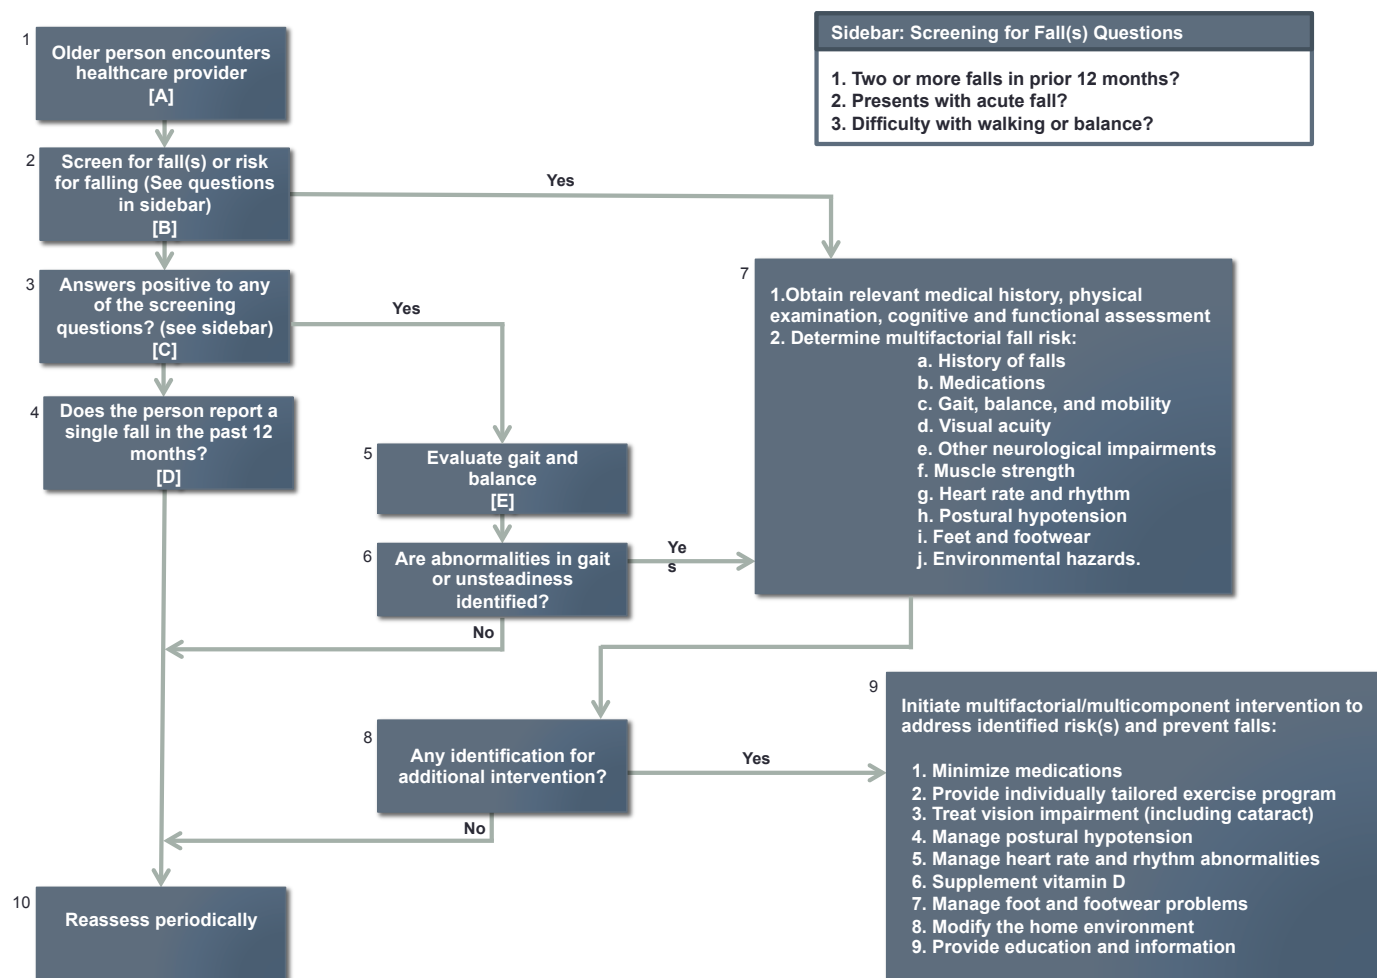 1
Older person encounters
healthcare provider
[A]
Sidebar: Screening for Fall(s) Questions
1. Two or more falls in prior 12 months?
2. Presents with acute fall?
3. Difficulty with walking or balance?
2
Screen for fall(s) or risk
for falling (See questions
in sidebar)
[B]
Yes
3
Answers positive to any
of the screening
questions? (see sidebar)
[C]
Yes
4
Does the person report a
single fall in the past 12
months?
[D]
5
Evaluate gait and
balance
[E]
6
Are abnormalities in gait
or unsteadiness
identified?
Ye
s
No
7
1.Obtain relevant medical history, physical
examination, cognitive and functional assessment
2. Determine multifactorial fall risk:
a. History of falls
b. Medications
c. Gait, balance, and mobility
d. Visual acuity
e. Other neurological impairments
f. Muscle strength
g. Heart rate and rhythm
h. Postural hypotension
i. Feet and footwear
j. Environmental hazards.
8
Any identification for
additional intervention?
Yes
No
9
Initiate multifactorial/multicomponent intervention to
address identified risk(s) and prevent falls:
1. Minimize medications
2. Provide individually tailored exercise program
3. Treat vision impairment (including cataract)
4. Manage postural hypotension
5. Manage heart rate and rhythm abnormalities
6. Supplement vitamin D
7. Manage foot and footwear problems
8. Modify the home environment
9. Provide education and information
10
Reassess periodically